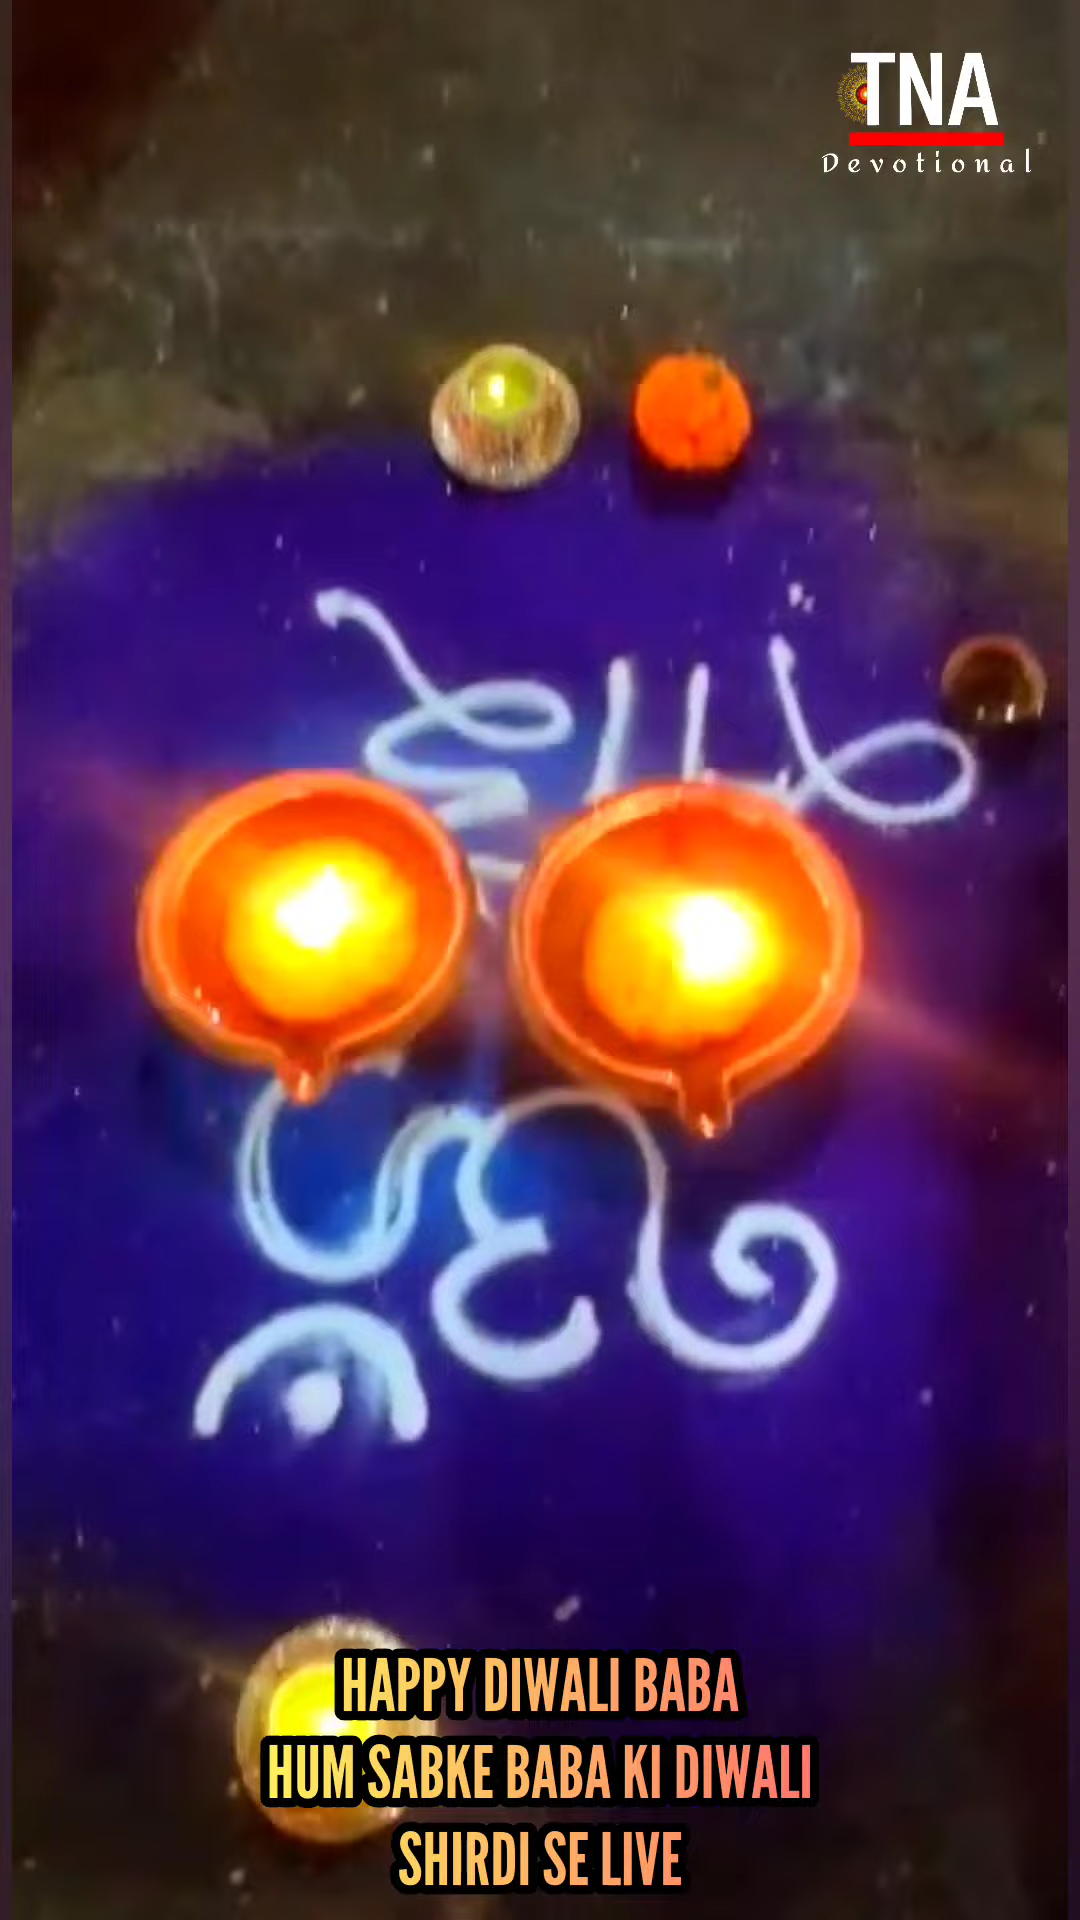 TNA
Devotional
ॐ
साई
HAPPY DIWALI BABA
HUM SABKE BABA KI DIWALI
SHIRDI SE LIVE